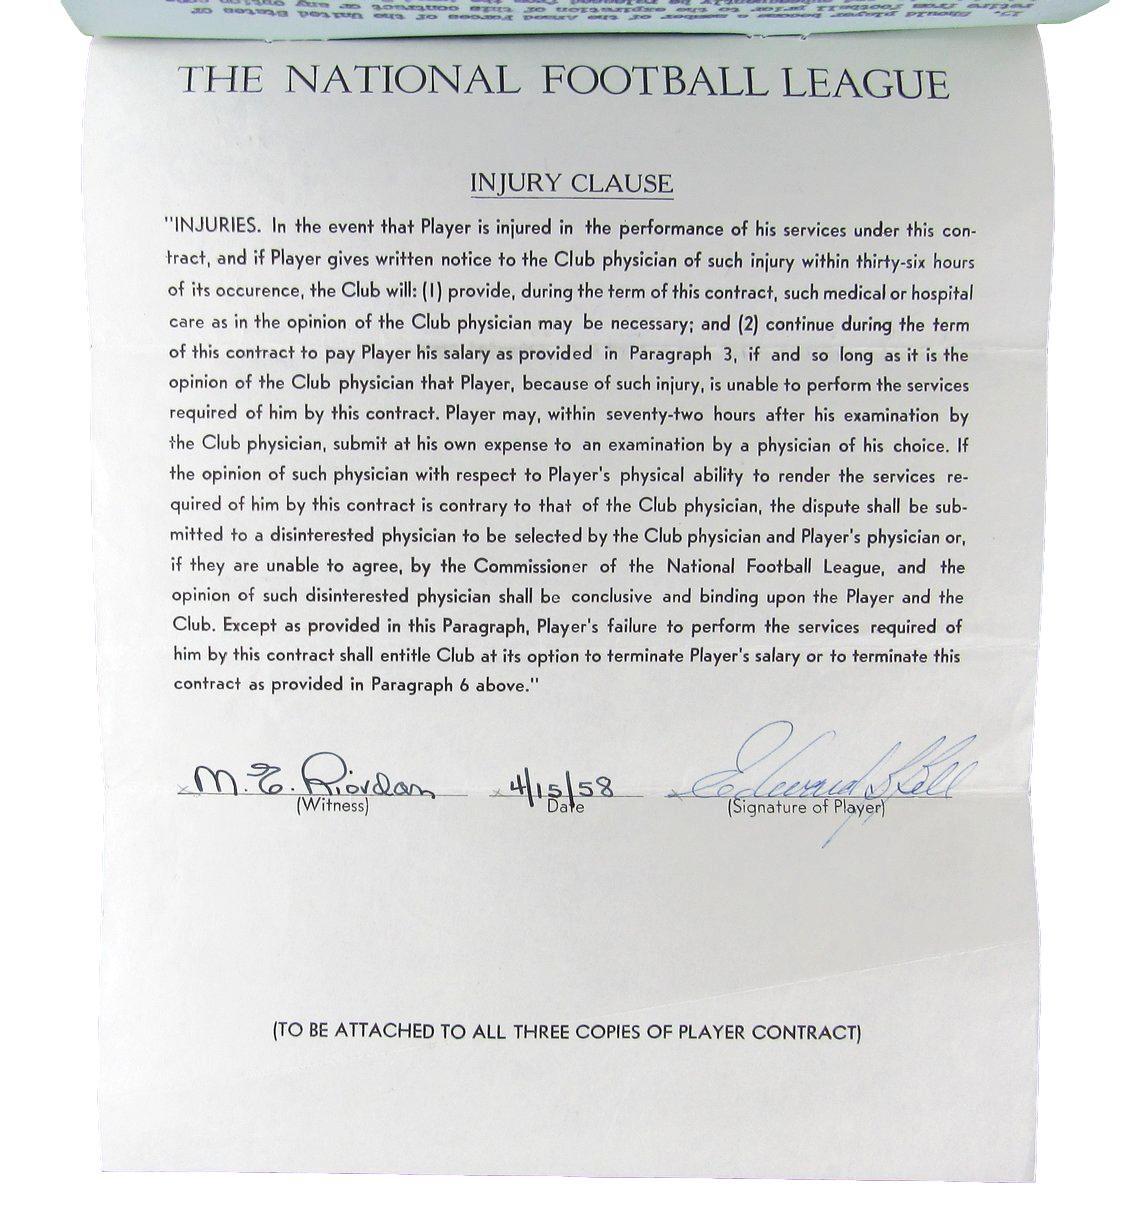 THE NATIONAL FOOTBALL LEAGUE
INJURY CLAUSE
"INJURIES. In the event that Player is injured in the performance of his services under this con-
tract, and if Player gives written notice to the Club physician of such injury within thirty-six hours
of its occurence, the Club will: (1) provide, during the term of this contract, such medical or hospital
care as in the opinion of the Club physician may be necessary; and (2) continue during the term
of this contract to pay Player his salary as provided in Paragraph 3, if and so long as it is the
opinion of the Club physician that Player, because of such injury, is unable to perform the services
required of him by this contract. Player may, within seventy-two hours after his examination by
the Club physician, submit at his own expense to an examination by a physician of his choice. If
the opinion of such physician with respect to Player's physical ability to render the services re-
quired of him by this contract is contrary to that of the Club physician, the dispute shall be sub-
mitted to a disinterested physician to be selected by the Club physician and Player's physician or,
if they are unable to agree, by the Commissioner of the National Football League, and the
opinion of such disinterested physician shall be conclusive and binding upon the Player and the
Club. Except as provided in this Paragraph, Player's failure to perform the services required of
him by this contract shall entitle Club at its option to terminate Player's salary or to terminate this
contract as provided in Paragraph 6 above."
x M. E. Riordan x 4/15/58 x Edward B Bell
(Witness) Date (Signature of Player)
(TO BE ATTACHED TO ALL THREE COPIES OF PLAYER CONTRACT)